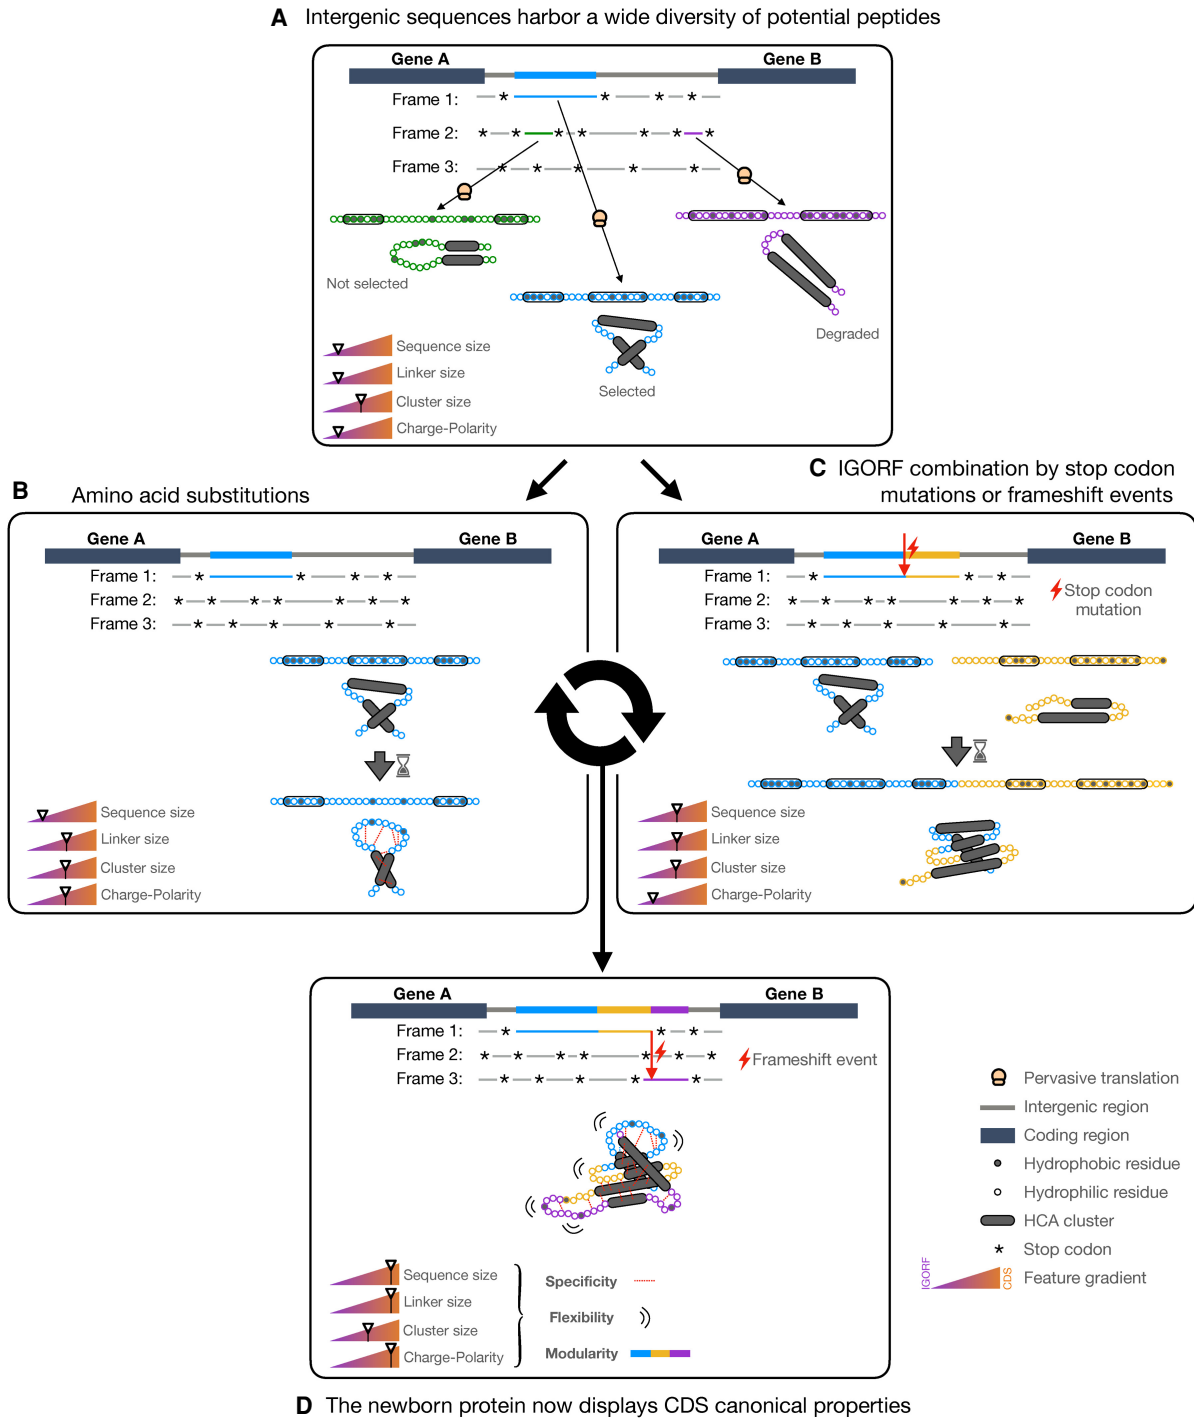 A Intergenic sequences harbor a wide diversity of potential peptides
Gene A
Gene B
Frame 1:
Frame 2:
Frame 3:
Not selected
Selected
Degraded
Sequence size
Linker size
Cluster size
Charge-Polarity
B Amino acid substitutions
Gene A
Gene B
Frame 1:
Frame 2:
Frame 3:
Sequence size
Linker size
Cluster size
Charge-Polarity
C IGORF combination by stop codon
mutations or frameshift events
Gene A
Gene B
Frame 1:
Frame 2:
Frame 3:
Stop codon
mutation
Sequence size
Linker size
Cluster size
Charge-Polarity
Gene A
Gene B
Frame 1:
Frame 2:
Frame 3:
Frameshift event
Sequence size
Linker size
Cluster size
Charge-Polarity
Specificity
Flexibility
Modularity
D The newborn protein now displays CDS canonical properties
Pervasive translation
Intergenic region
Coding region
Hydrophobic residue
Hydrophilic residue
HCA cluster
* Stop codon
IGORF
CDS
Feature gradient